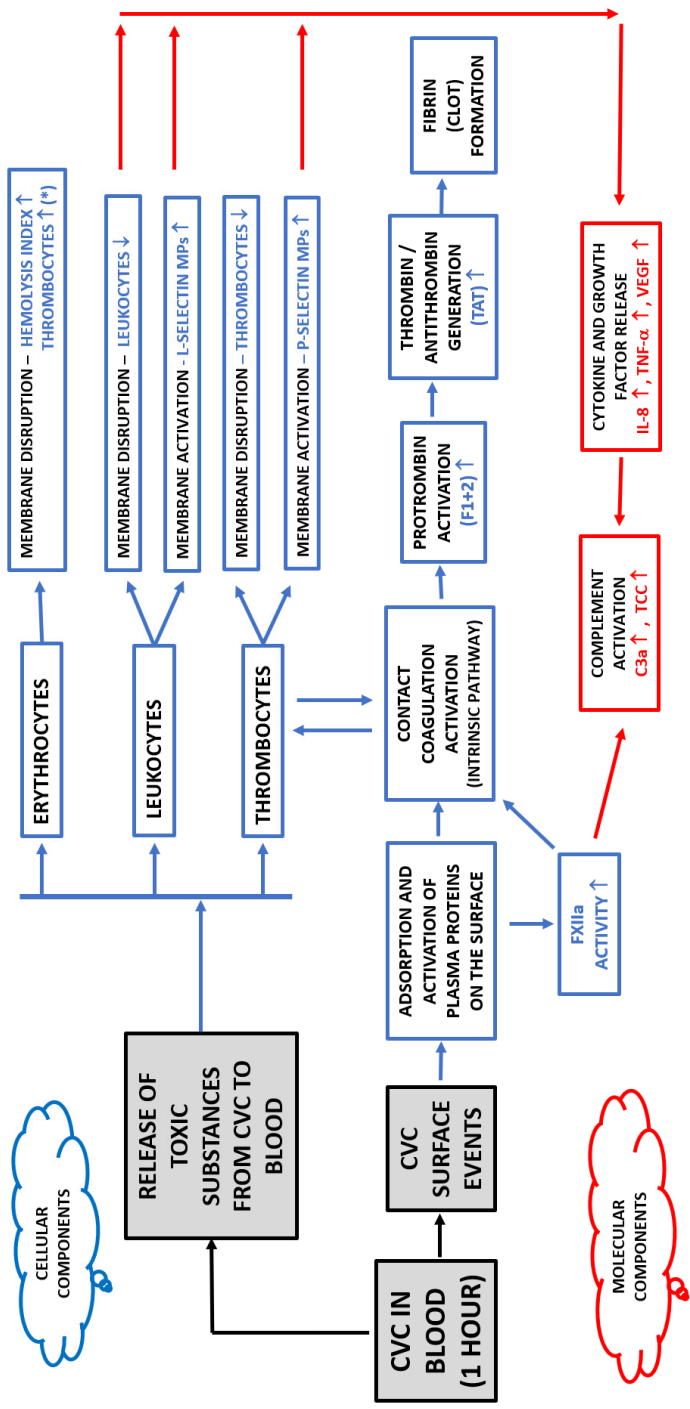 CELLULAR
COMPONENTS
RELEASE OF
TOXIC
SUBSTANCES
FROM CVC TO
BLOOD
ERYTHROCYTES
MEMBRANE DISRUPTION – HEMOLYSIS INDEX ↑
THROMBOCYTES ↑ (*)
LEUKOCYTES
MEMBRANE DISRUPTION – LEUKOCYTES ↓
MEMBRANE ACTIVATION - L-SELECTIN MPs ↑
THROMBOCYTES
MEMBRANE DISRUPTION – THROMBOCYTES ↓
MEMBRANE ACTIVATION – P-SELECTIN MPs ↑
CVC IN
BLOOD
(1 HOUR)
CVC
SURFACE
EVENTS
ADSORPTION AND
ACTIVATION OF
PLASMA PROTEINS
ON THE SURFACE
CONTACT
COAGULATION
ACTIVATION
(INTRINSIC PATHWAY)
PROTROMBIN
ACTIVATION
(F1+2) ↑
THROMBIN /
ANTITHROMBIN
GENERATION
(TAT) ↑
FIBRIN
(CLOT)
FORMATION
FXIIa
ACTIVITY ↑
MOLECULAR
COMPONENTS
COMPLEMENT
ACTIVATION
C3a ↑ , TCC ↑
CYTOKINE AND GROWTH
FACTOR RELEASE
IL-8 ↑ , TNF-α ↑ , VEGF ↑